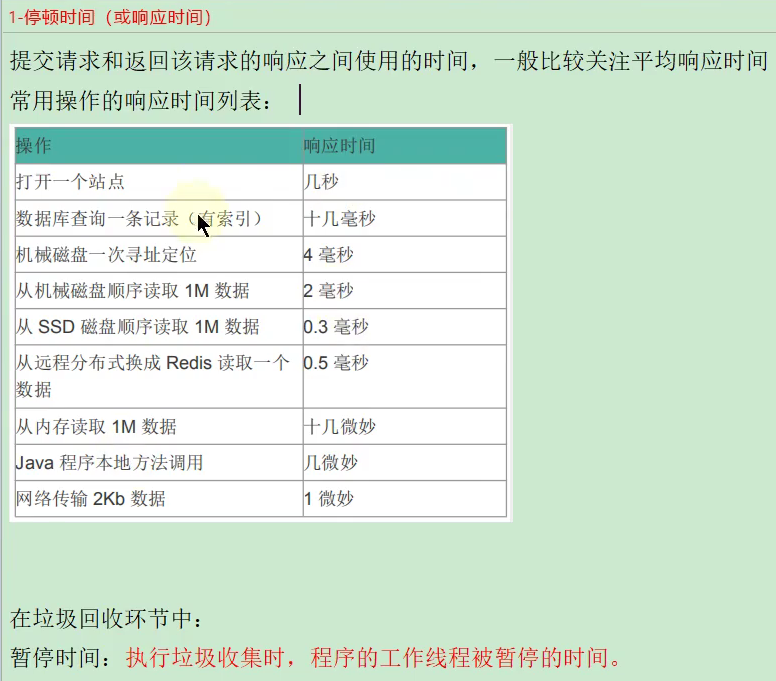 1-停顿时间（或响应时间）
提交请求和返回该请求的响应之间使用的时间，一般比较关注平均响应时间
常用操作的响应时间列表：
操作 响应时间
打开一个站点 几秒
数据库查询一条记录（有索引） 十几毫秒
机械磁盘一次寻址定位 4 毫秒
从机械磁盘顺序读取 1M 数据 2 毫秒
从 SSD 磁盘顺序读取 1M 数据 0.3 毫秒
从远程分布式换成 Redis 读取一个 0.5 毫秒
数据
从内存读取 1M 数据 十几微妙
Java 程序本地方法调用 几微妙
网络传输 2Kb 数据 1 微妙
在垃圾回收环节中：
暂停时间：执行垃圾收集时，程序的工作线程被暂停的时间。